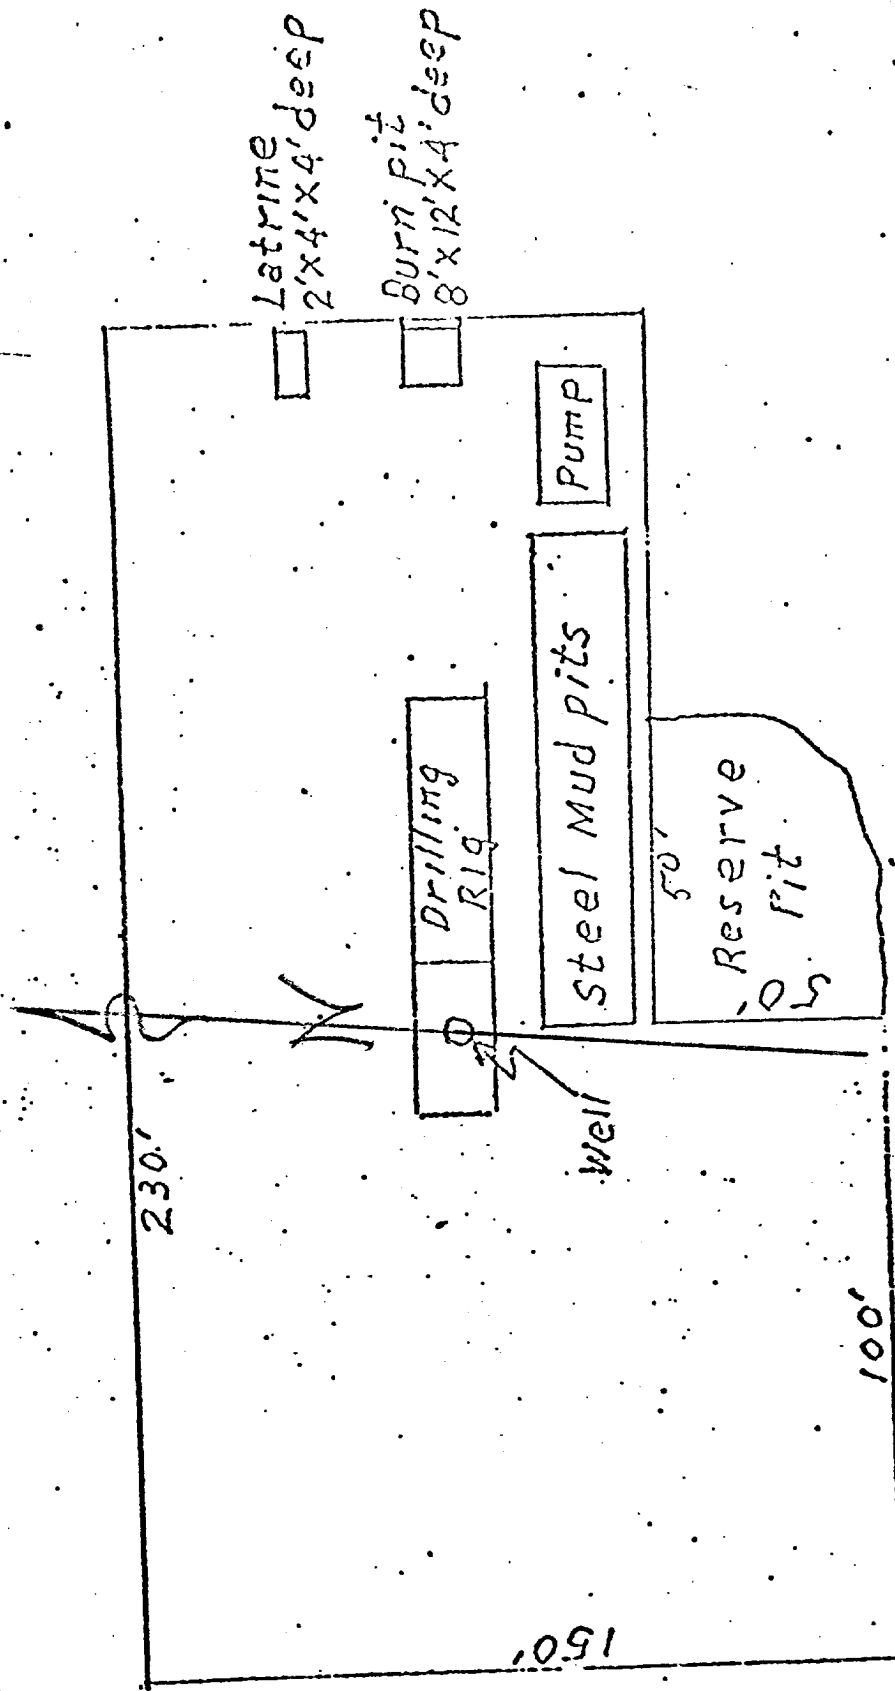 Latrine
2'x4'x4' deep
Burn pit
8'x12'x4' deep
230'
Drilling
Rig
Pump
Steel Mud pits
Well
50'
Reserve
Pit
50'
100'
150'